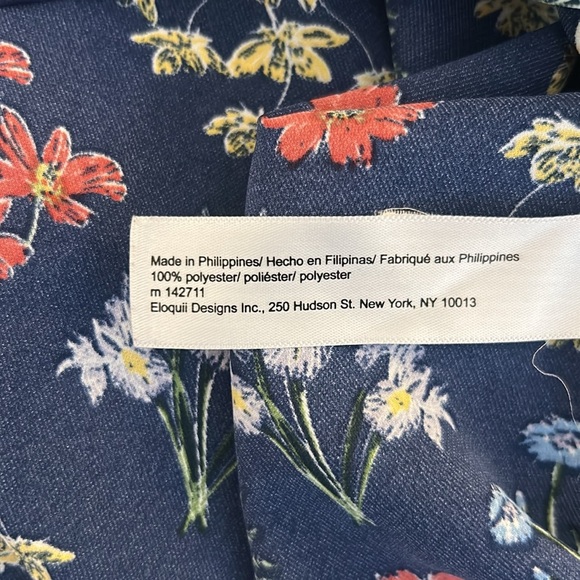 Made in Philippines/ Hecho en Filipinas/ Fabriqué aux Philippines
100% polyester/ poliéster/ polyester
m 142711
Eloquii Designs Inc., 250 Hudson St. New York, NY 10013